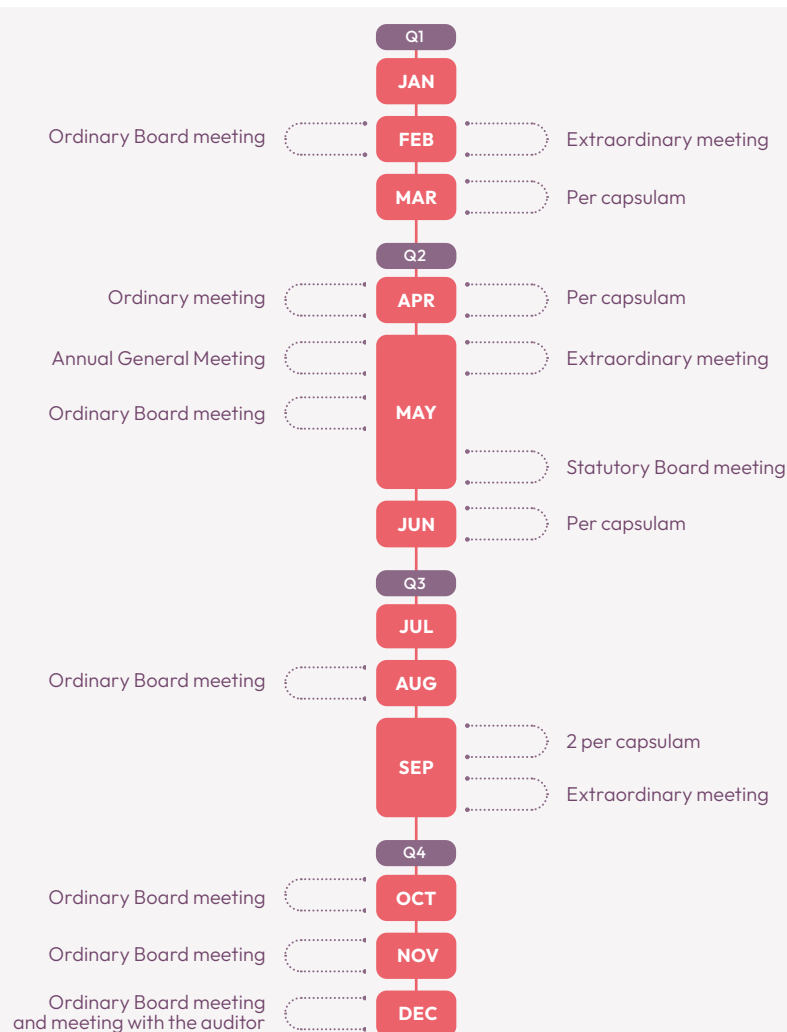 Q1
JAN
Ordinary Board meeting
FEB
Extraordinary meeting
MAR
Per capsulam
Q2
Ordinary meeting
APR
Per capsulam
Annual General Meeting
Extraordinary meeting
MAY
Ordinary Board meeting
Statutory Board meeting
JUN
Per capsulam
Q3
JUL
Ordinary Board meeting
AUG
2 per capsulam
SEP
Extraordinary meeting
Q4
Ordinary Board meeting
OCT
Ordinary Board meeting
NOV
Ordinary Board meeting
and meeting with the auditor
DEC